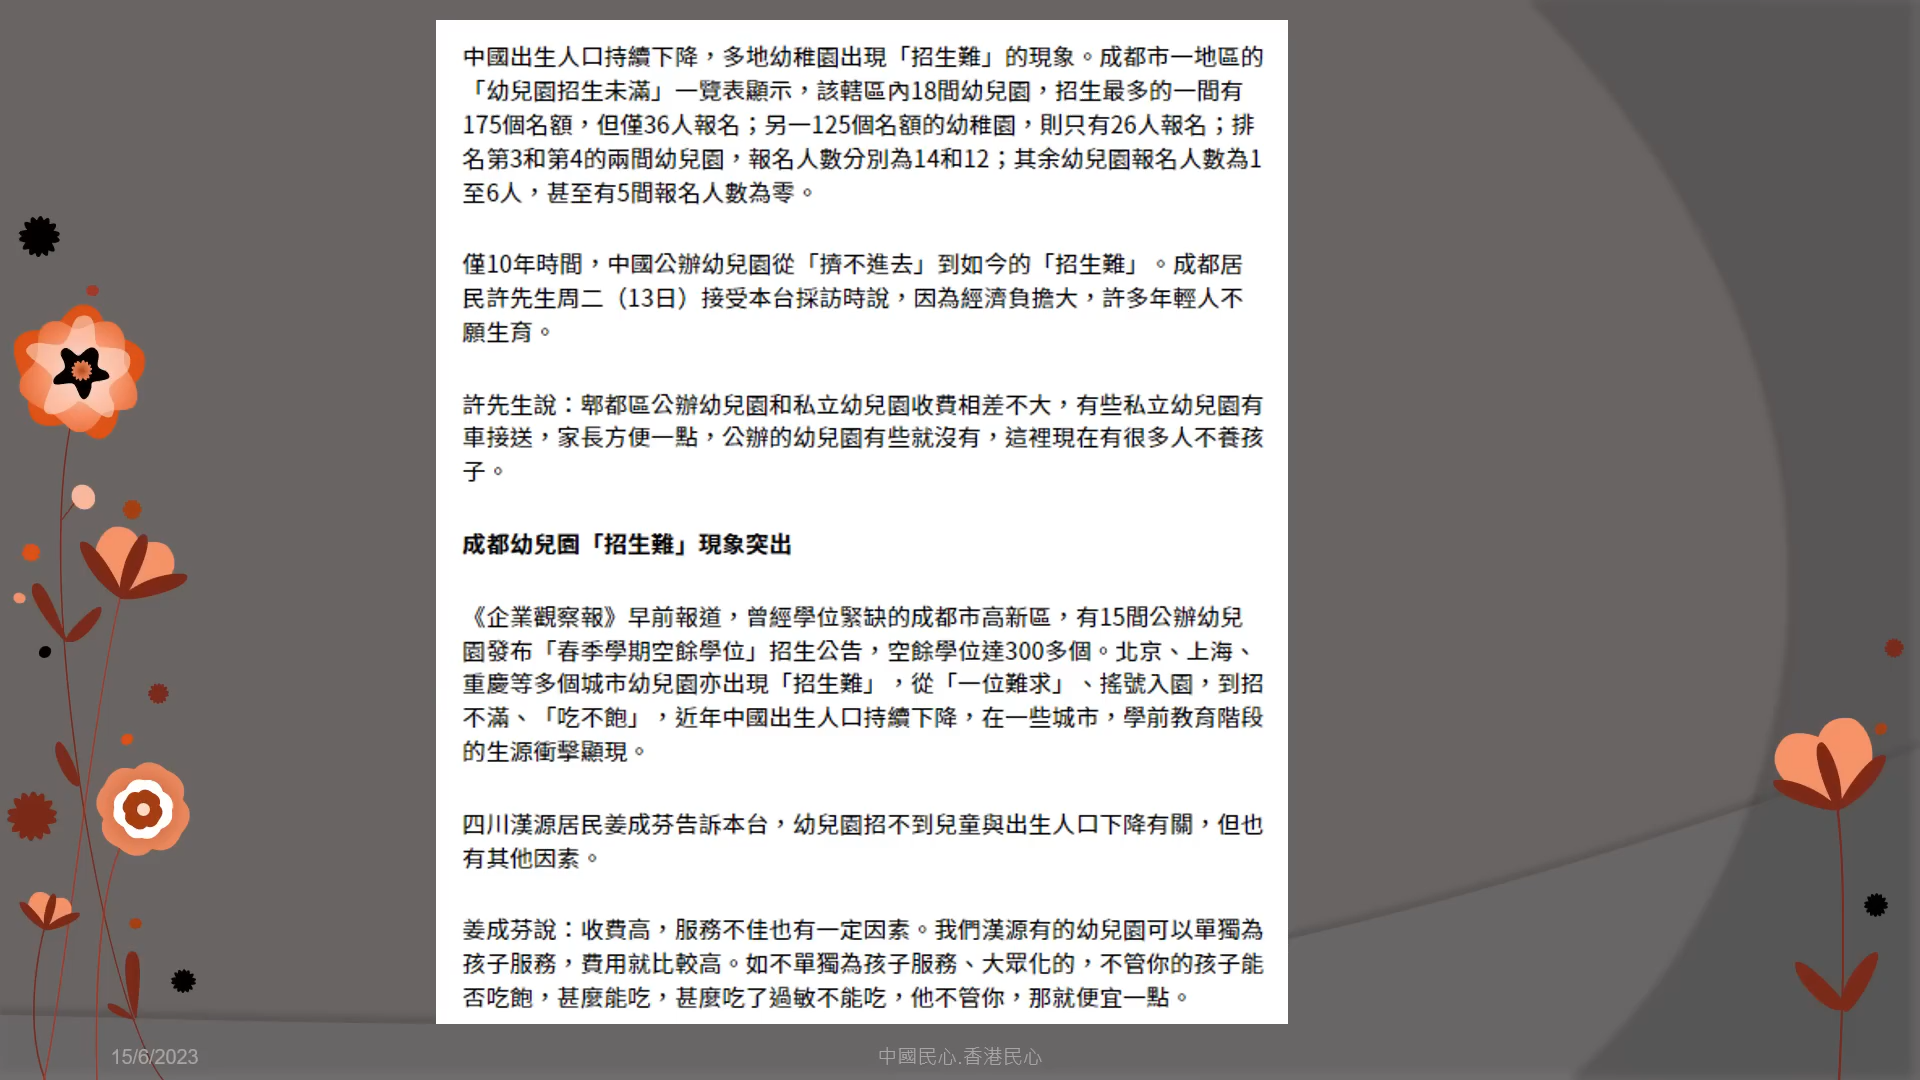 中國出生人口持續下降，多地幼稚園出現「招生難」的現象。成都市一地區的
「幼兒園招生未滿」一覽表顯示，該轄區內18間幼兒園，招生最多的一間有
175個名額，但僅36人報名；另一125個名額的幼稚園，則只有26人報名；排
名第3和第4的兩間幼兒園，報名人數分別為14和12；其余幼兒園報名人數為1
至6人，甚至有5間報名人數為零。
僅10年時間，中國公辦幼兒園從「擠不進去」到如今的「招生難」。成都居
民許先生周二（13日）接受本台採訪時說，因為經濟負擔大，許多年輕人不
願生育。
許先生說：郫都區公辦幼兒園和私立幼兒園收費相差不大，有些私立幼兒園有
車接送，家長方便一點，公辦的幼兒園有些就沒有，這裡現在有很多人不養孩
子。
成都幼兒園「招生難」現象突出
《企業觀察報》早前報道，曾經學位緊缺的成都市高新區，有15間公辦幼兒
園發布「春季學期空餘學位」招生公告，空餘學位達300多個。北京、上海、
重慶等多個城市幼兒園亦出現「招生難」，從「一位難求」、搖號入園，到招
不滿、「吃不飽」，近年中國出生人口持續下降，在一些城市，學前教育階段
的生源衝擊顯現。
四川漢源居民姜成芬告訴本台，幼兒園招不到兒童與出生人口下降有關，但也
有其他因素。
姜成芬說：收費高，服務不佳也有一定因素。我們漢源有的幼兒園可以單獨為
孩子服務，費用就比較高。如不單獨為孩子服務、大眾化的，不管你的孩子能
否吃飽，甚麼能吃，甚麼吃了過敏不能吃，他不管你，那就便宜一點。
15/6/2023
中國民心.香港民心